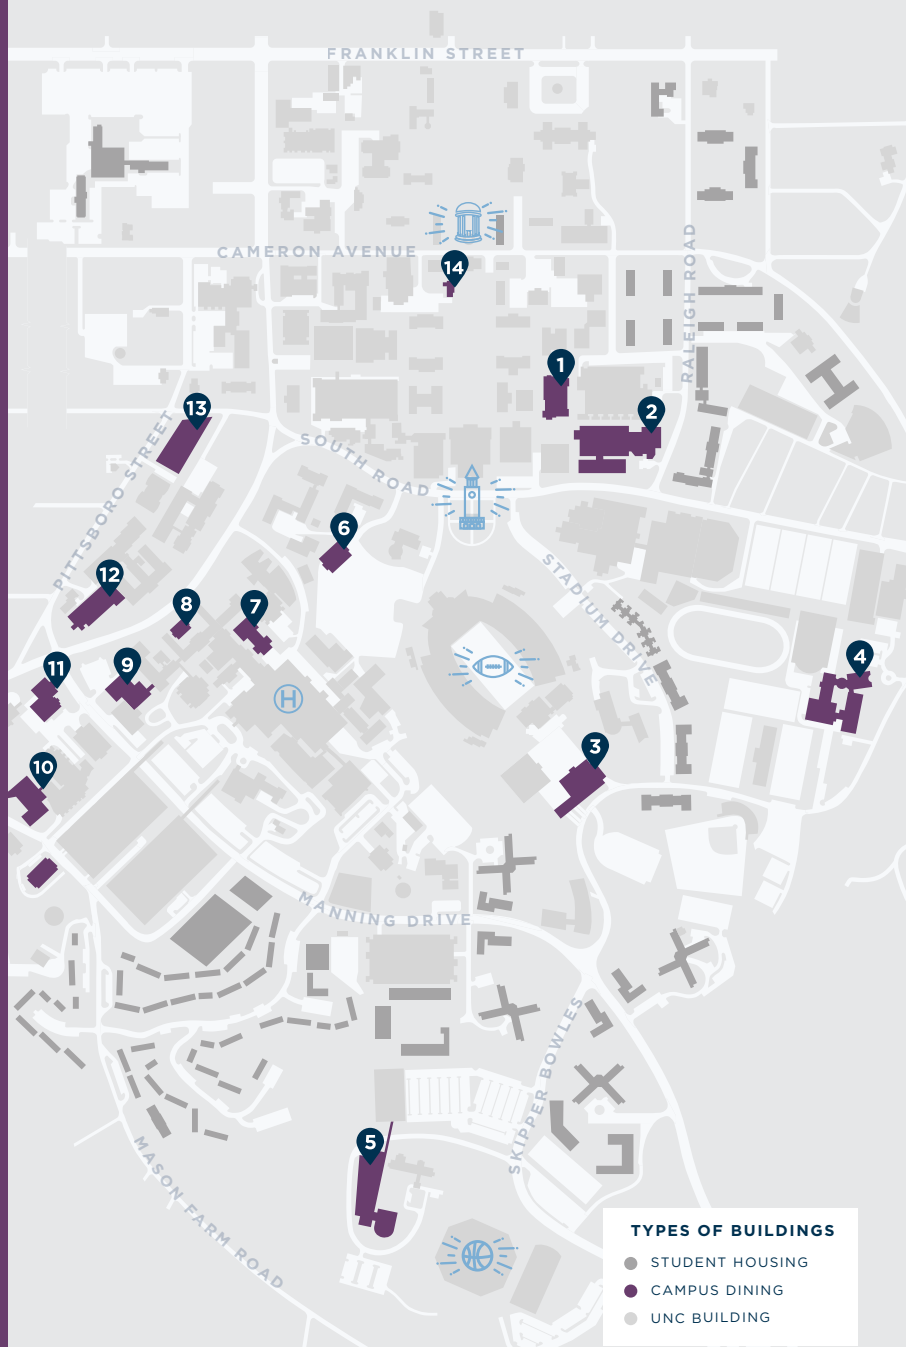 FRANKLIN STREET
CAMERON AVENUE
14
RALEIGH ROAD
1
2
13
PITTSBORO STREET
SOUTH ROAD
6
STADIUM DRIVE
12
8
7
11
9
4
H
10
3
MANNING DRIVE
SKIPPER BOWLES
5
MASON FARM ROAD
TYPES OF BUILDINGS
STUDENT HOUSING
CAMPUS DINING
UNC BUILDING